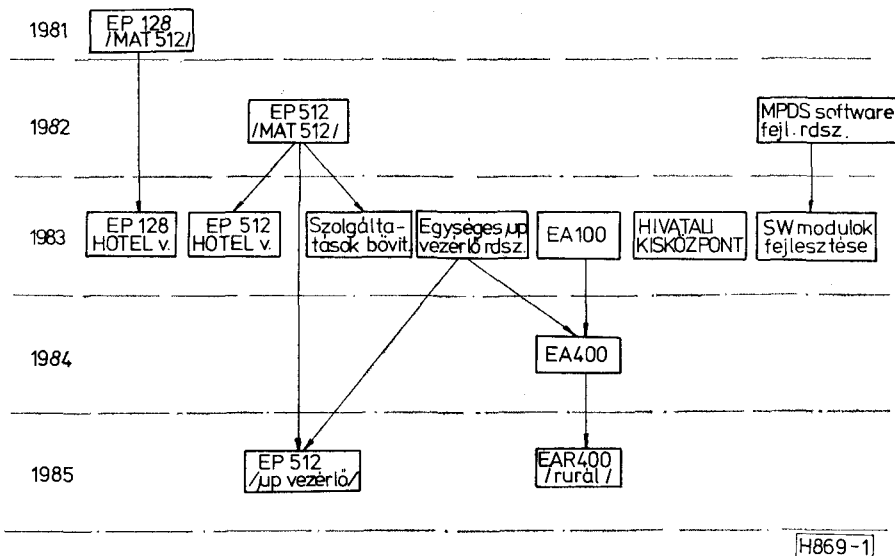 1981
EP 128
/MAT 512/
1982
EP 512
/MAT 512/
MPDS software
fejl. rdsz.
1983
EP 128
HOTEL v.
EP 512
HOTEL v.
Szolgálta-
tások bövit.
Egységes µp
vezérlő rdsz.
EA100
HIVATALI
KISKÖZPONT
SW modulok
fejlesztése
1984
EA400
1985
EP 512
/µp vezérlő/
EAR400
/rurál/
H869-1